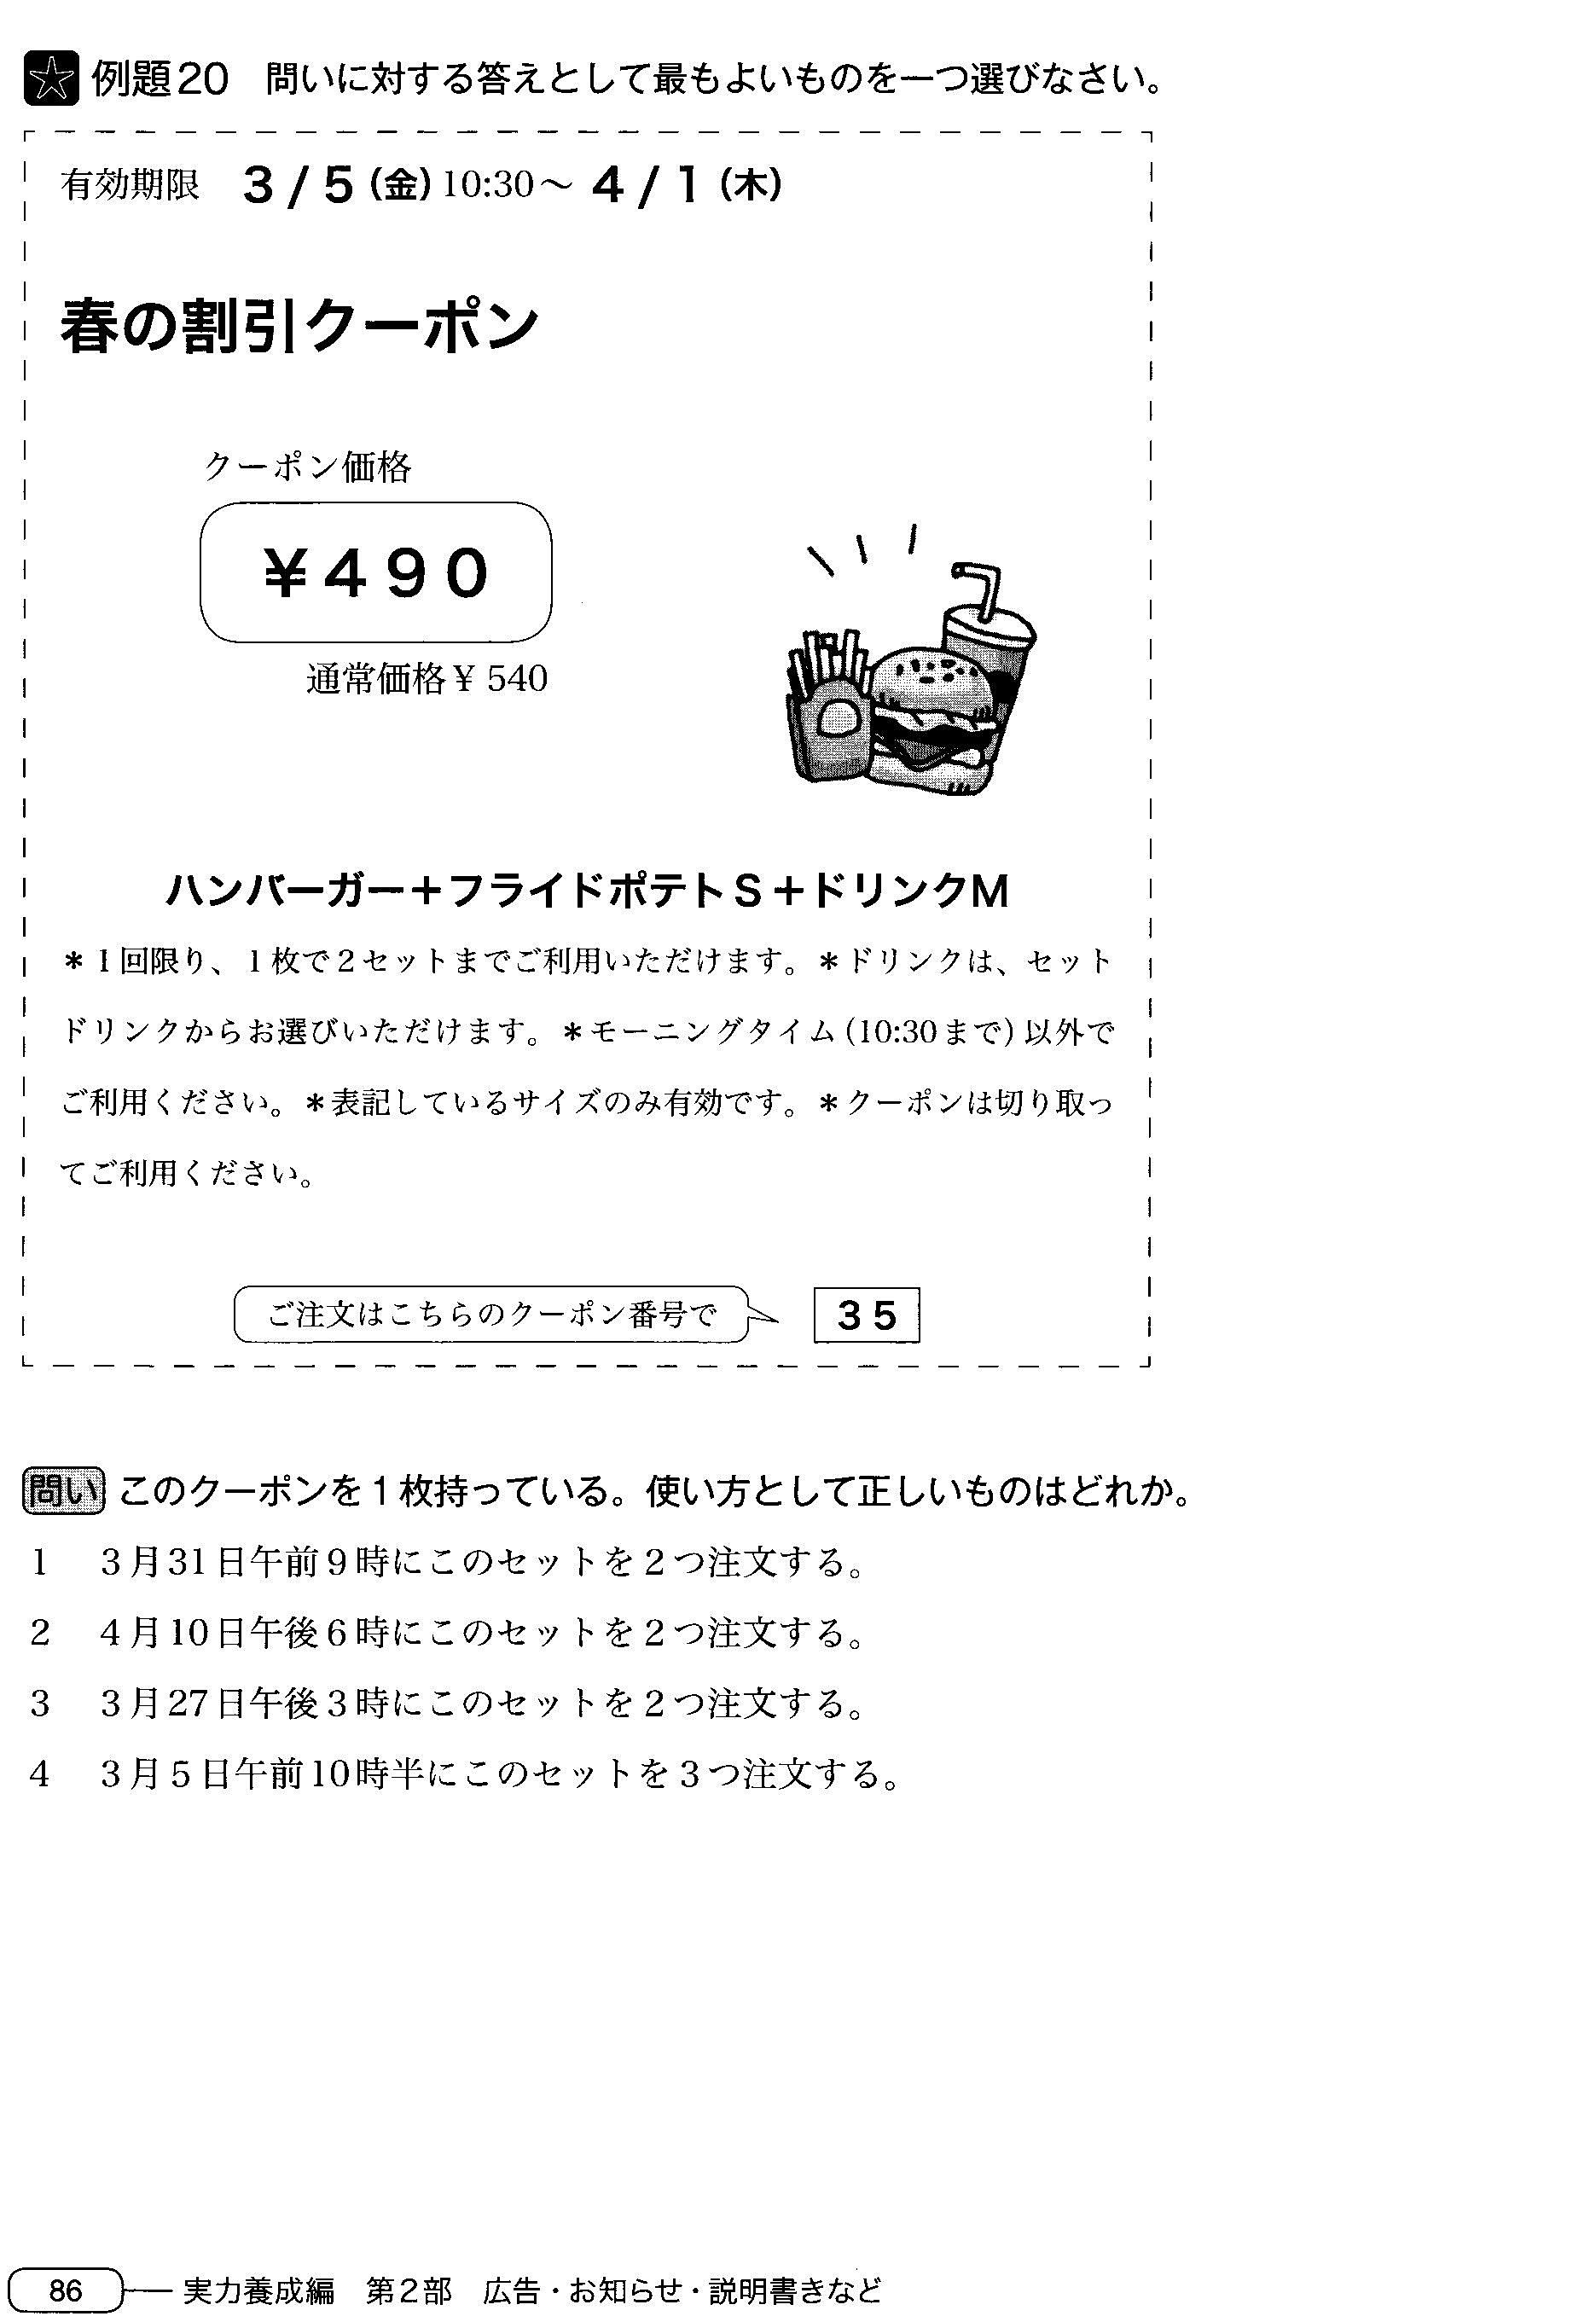 例題20 問いに対する答えとして最もよいものを一つ選びなさい。
有効期限 3/5(金)10:30～4/1(木)
春の割引クーポン
クーポン価格
¥490
通常価格¥540
ハンバーガー＋フライドポテトS＋ドリンクM
＊1回限り、1枚で2セットまでご利用いただけます。＊ドリンクは、セット
ドリンクからお選びいただけます。＊モーニングタイム(10:30まで)以外で
ご利用ください。＊表記しているサイズのみ有効です。＊クーポンは切り取っ
てご利用ください。
ご注文はこちらのクーポン番号で 35
問い このクーポンを1枚持っている。使い方として正しいものはどれか。
1 3月31日午前9時にこのセットを2つ注文する。
2 4月10日午後6時にこのセットを2つ注文する。
3 3月27日午後3時にこのセットを2つ注文する。
4 3月5日午前10時半にこのセットを3つ注文する。
86 実力養成編 第2部 広告・お知らせ・説明書きなど